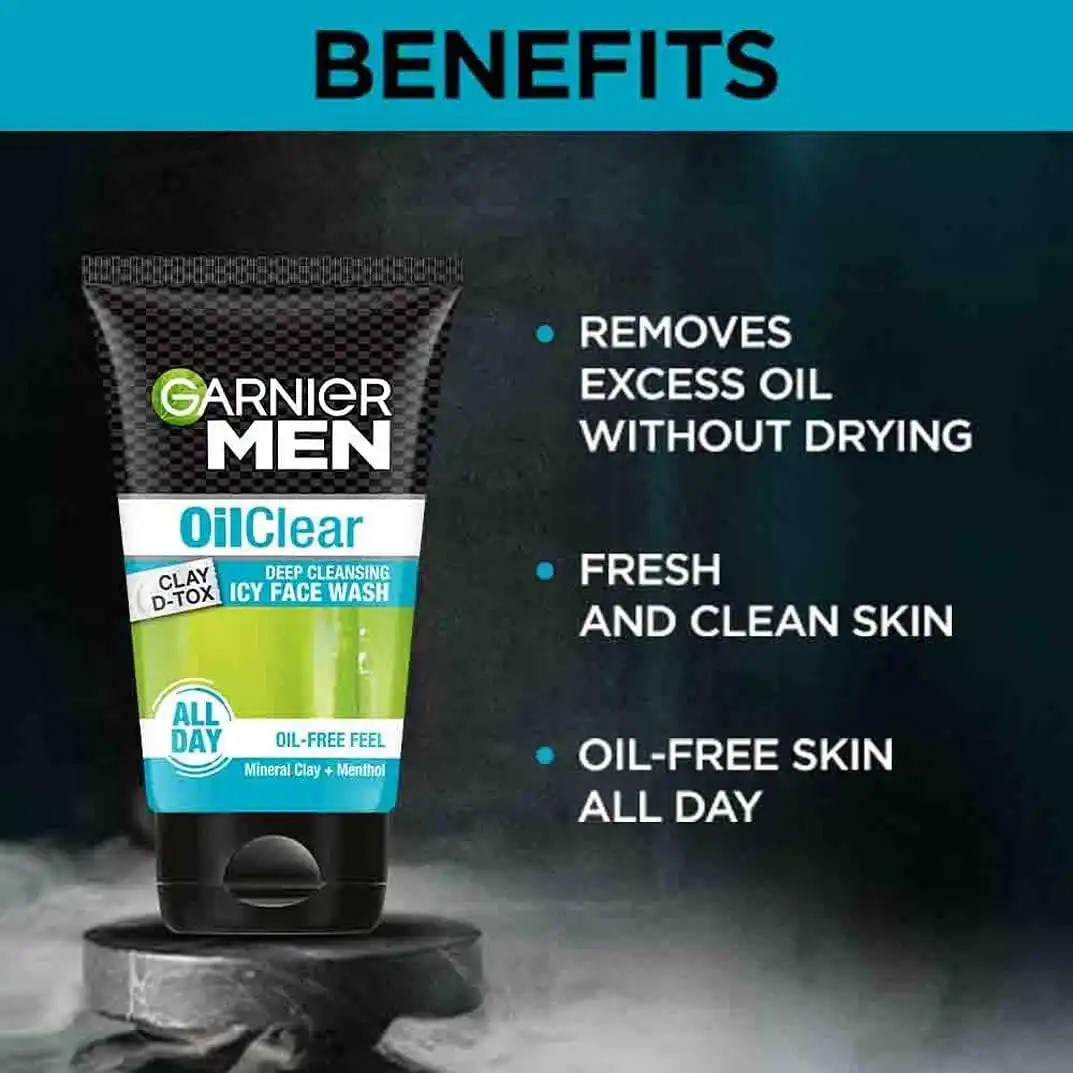 BENEFITS
GARNIER
MEN
OilClear
CLAY
D-TOX
DEEP CLEANSING
ICY FACE WASH
ALL
DAY
OIL-FREE FEEL
Mineral Clay + Menthol
• REMOVES
EXCESS OIL
WITHOUT DRYING
• FRESH
AND CLEAN SKIN
• OIL-FREE SKIN
ALL DAY